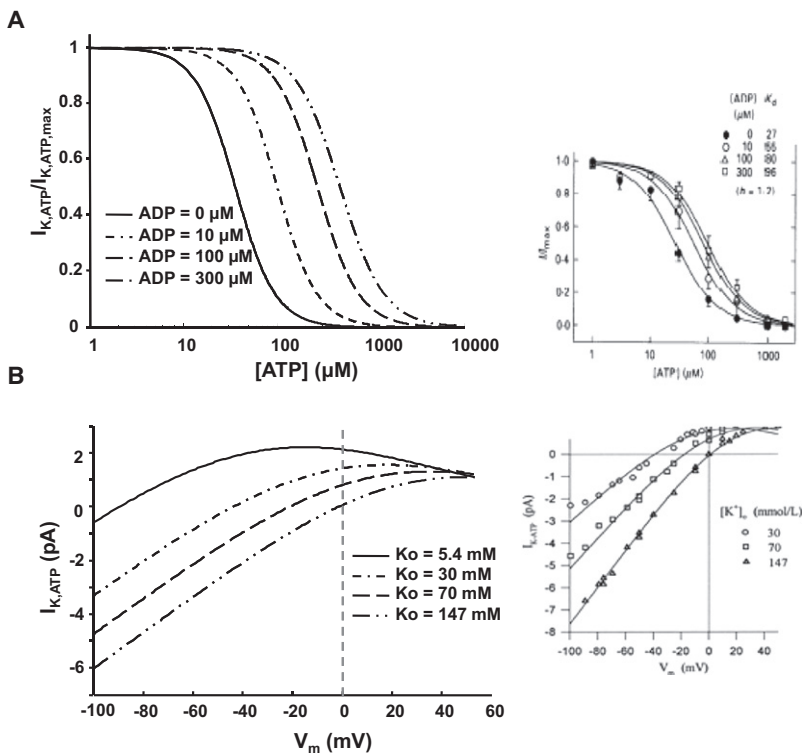 A
I_K,ATP/I_K,ATP,max
1
0.8
0.6
0.4
0.2
0
ADP = 0 µM
ADP = 10 µM
ADP = 100 µM
ADP = 300 µM
1
10
100
1000
10000
[ATP] (µM)
[ADP] K_d
(µM)
0 27
10 55
100 80
300 96
(h = 1.2)
I/I_max
1·0
0·8
0·6
0·4
0·2
0·0
1
10
100
1000
[ATP] (µM)
B
I_K,ATP (pA)
4
2
0
2
-4
-6
Ko = 5.4 mM
Ko = 30 mM
Ko = 70 mM
Ko = 147 mM
-100 -80 -60 -40 -20 0 20 40 60
V_m (mV)
I_K-ATP (pA)
0
-1
-2
-3
-4
-5
-6
-7
-8
[K⁺]_o (mmol/L)
30
70
147
-100 -80 -60 -40 -20 0 20 40
V_m (mV)